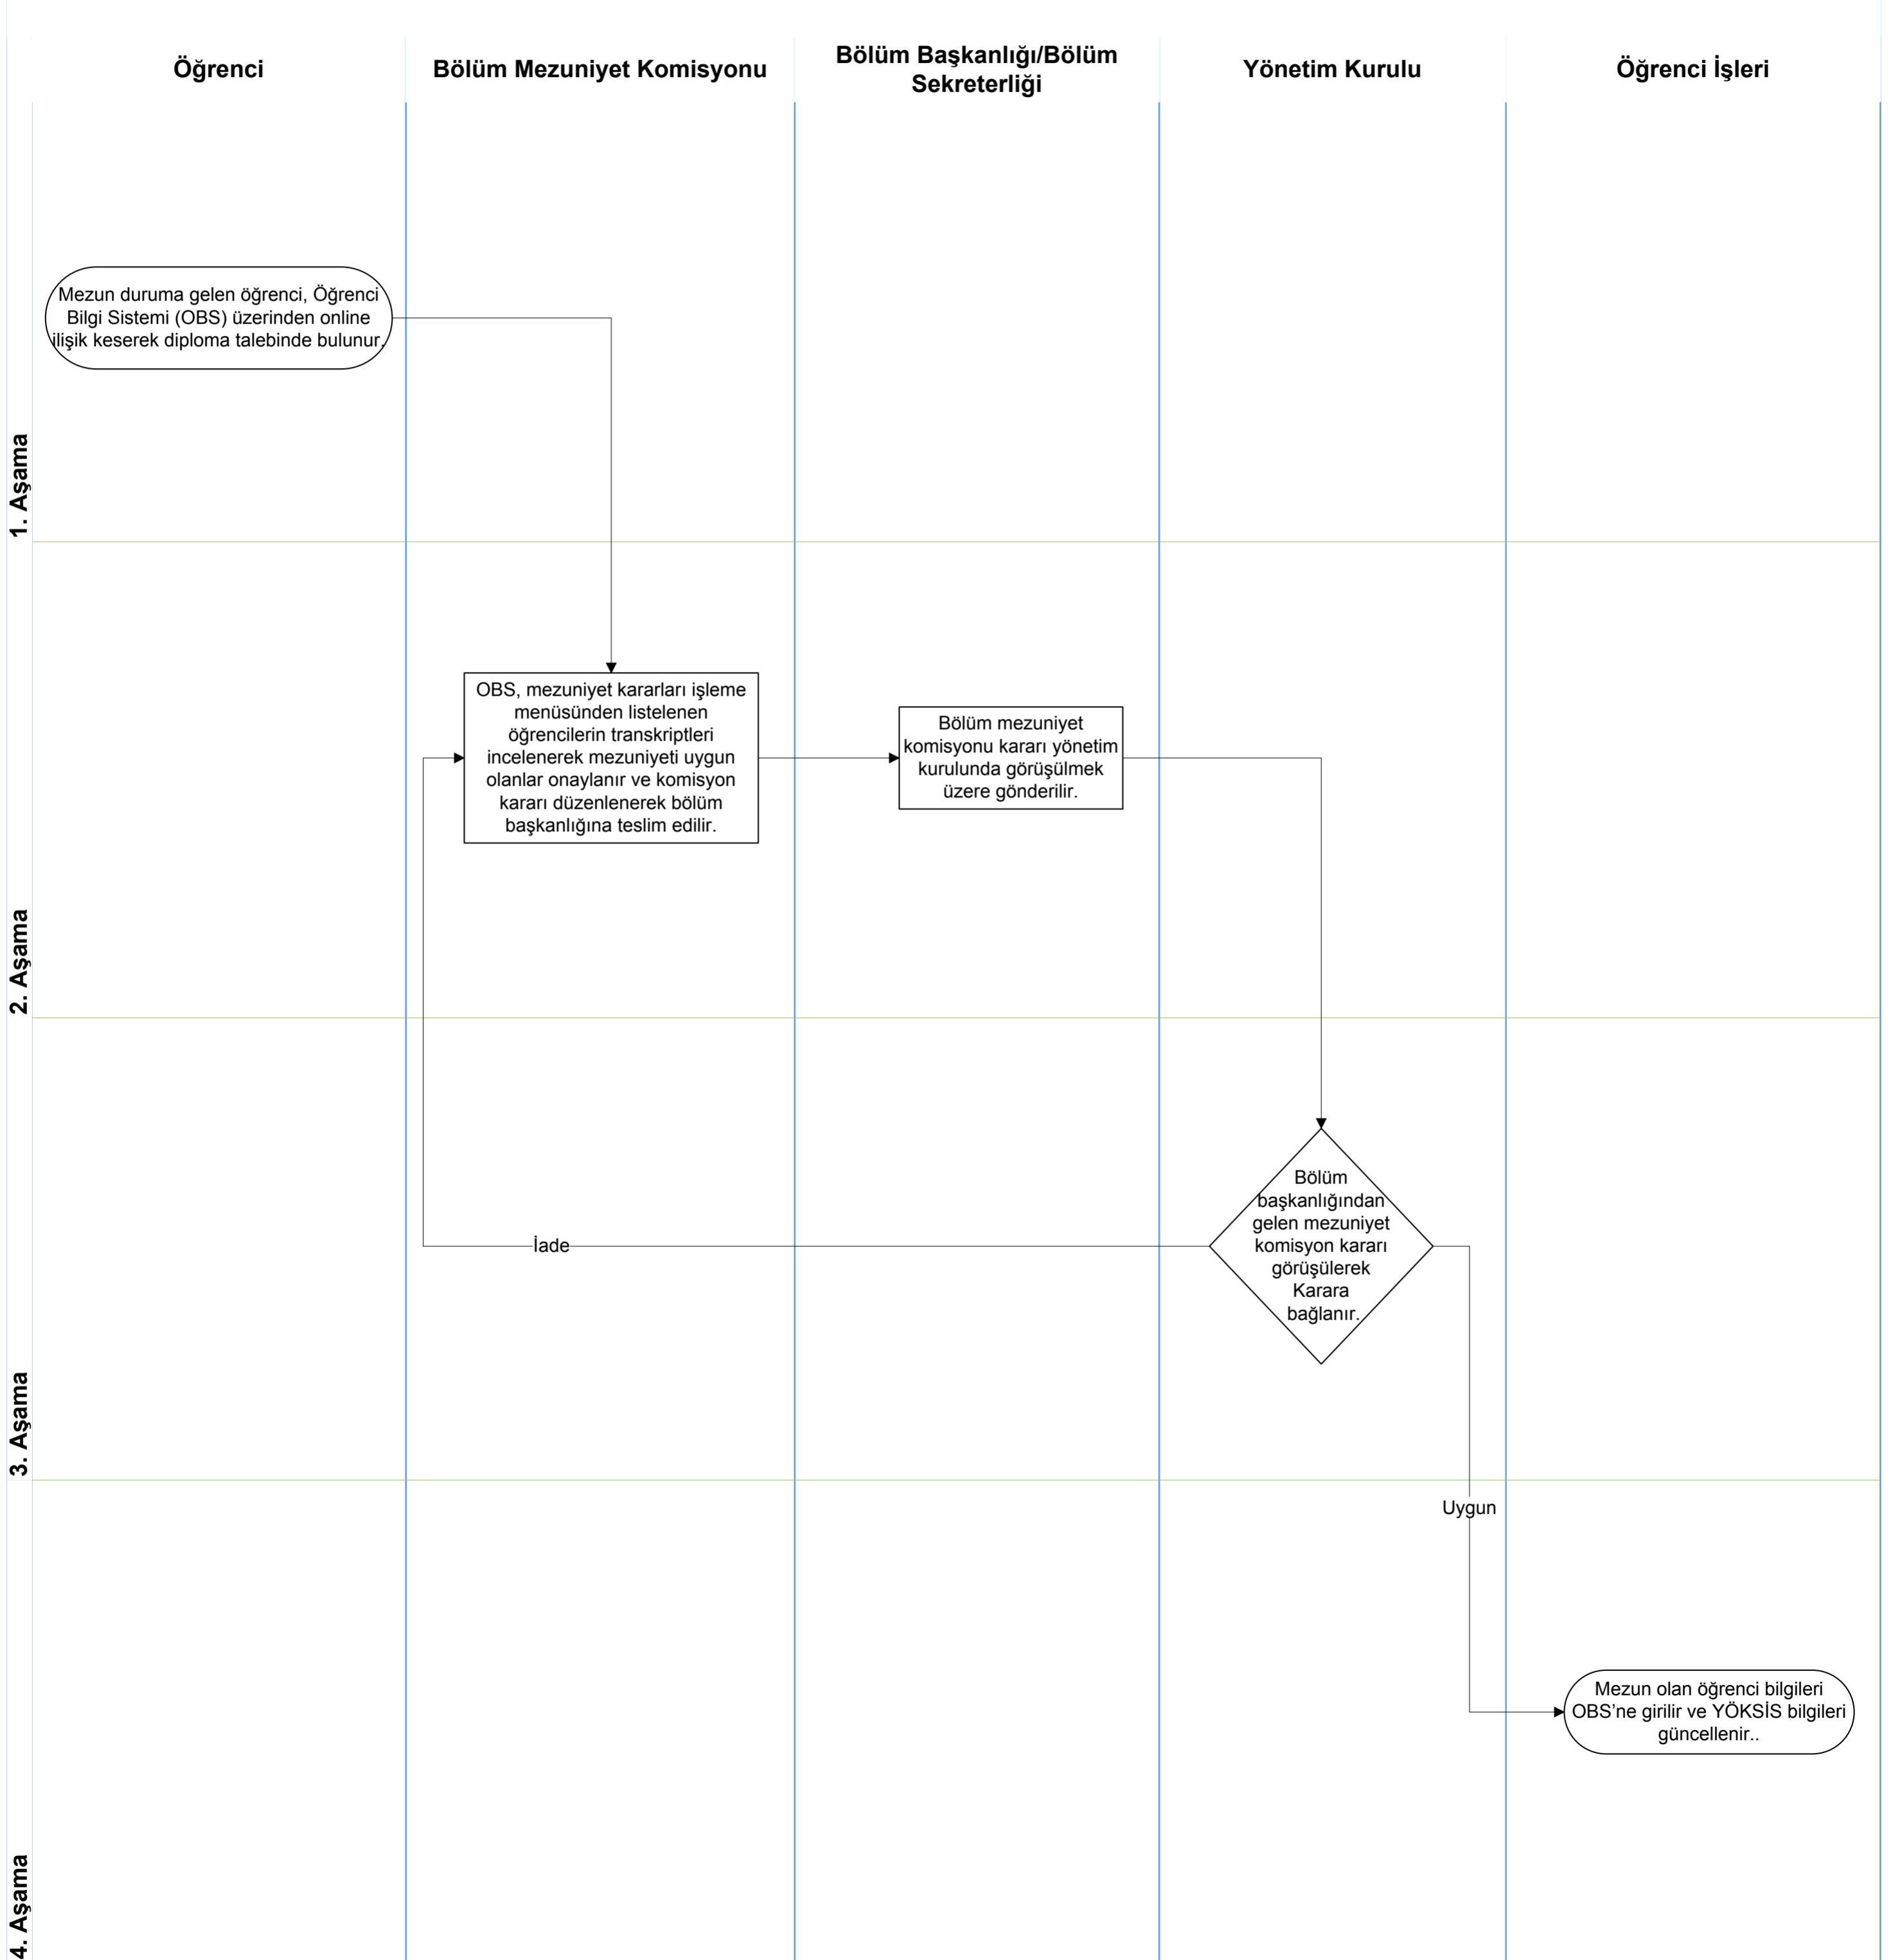 Öğrenci
Bölüm Mezuniyet Komisyonu
Bölüm Başkanlığı/Bölüm
Sekreterliği
Yönetim Kurulu
Öğrenci İşleri
1. Aşama
Mezun duruma gelen öğrenci, Öğrenci
Bilgi Sistemi (OBS) üzerinden online
ilişik keserek diploma talebinde bulunur.
2. Aşama
OBS, mezuniyet kararları işleme
menüsünden listelenen
öğrencilerin transkriptleri
incelenerek mezuniyeti uygun
olanlar onaylanır ve komisyon
kararı düzenlenerek bölüm
başkanlığına teslim edilir.
Bölüm mezuniyet
komisyonu kararı yönetim
kurulunda görüşülmek
üzere gönderilir.
3. Aşama
Bölüm
başkanlığından
gelen mezuniyet
komisyon kararı
görüşülerek
Karara
bağlanır.
İade
Uygun
4. Aşama
Mezun olan öğrenci bilgileri
OBS’ne girilir ve YÖKSİS bilgileri
güncellenir..